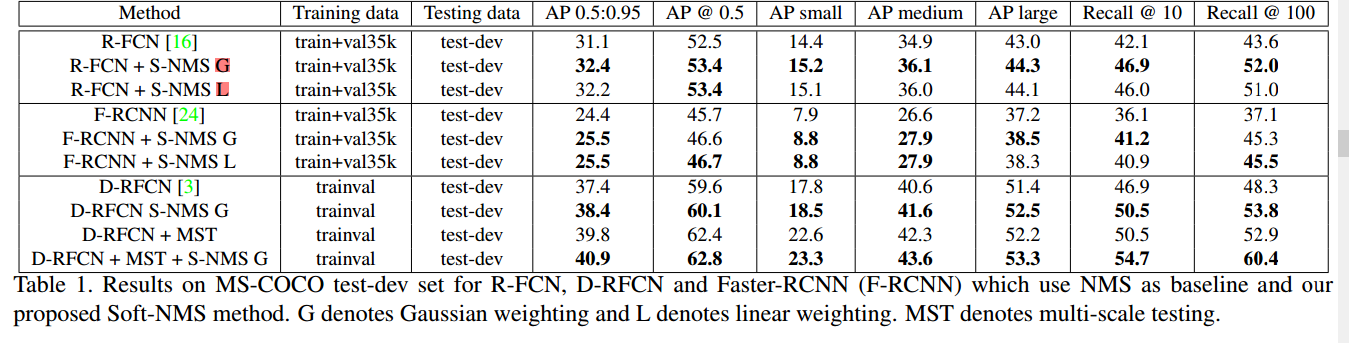 Method Training data Testing data AP 0.5:0.95 AP @ 0.5 AP small AP medium AP large Recall @ 10 Recall @ 100
R-FCN [16] train+val35k test-dev 31.1 52.5 14.4 34.9 43.0 42.1 43.6
R-FCN + S-NMS G train+val35k test-dev 32.4 53.4 15.2 36.1 44.3 46.9 52.0
R-FCN + S-NMS L train+val35k test-dev 32.2 53.4 15.1 36.0 44.1 46.0 51.0
F-RCNN [24] train+val35k test-dev 24.4 45.7 7.9 26.6 37.2 36.1 37.1
F-RCNN + S-NMS G train+val35k test-dev 25.5 46.6 8.8 27.9 38.5 41.2 45.3
F-RCNN + S-NMS L train+val35k test-dev 25.5 46.7 8.8 27.9 38.3 40.9 45.5
D-RFCN [3] trainval test-dev 37.4 59.6 17.8 40.6 51.4 46.9 48.3
D-RFCN S-NMS G trainval test-dev 38.4 60.1 18.5 41.6 52.5 50.5 53.8
D-RFCN + MST trainval test-dev 39.8 62.4 22.6 42.3 52.2 50.5 52.9
D-RFCN + MST + S-NMS G trainval test-dev 40.9 62.8 23.3 43.6 53.3 54.7 60.4
Table 1. Results on MS-COCO test-dev set for R-FCN, D-RFCN and Faster-RCNN (F-RCNN) which use NMS as baseline and our
proposed Soft-NMS method. G denotes Gaussian weighting and L denotes linear weighting. MST denotes multi-scale testing.